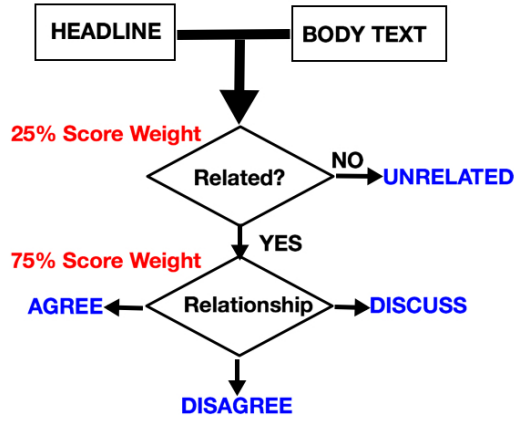 HEADLINE
BODY TEXT
25% Score Weight
Related?
NO
UNRELATED
YES
75% Score Weight
AGREE
Relationship
DISCUSS
DISAGREE